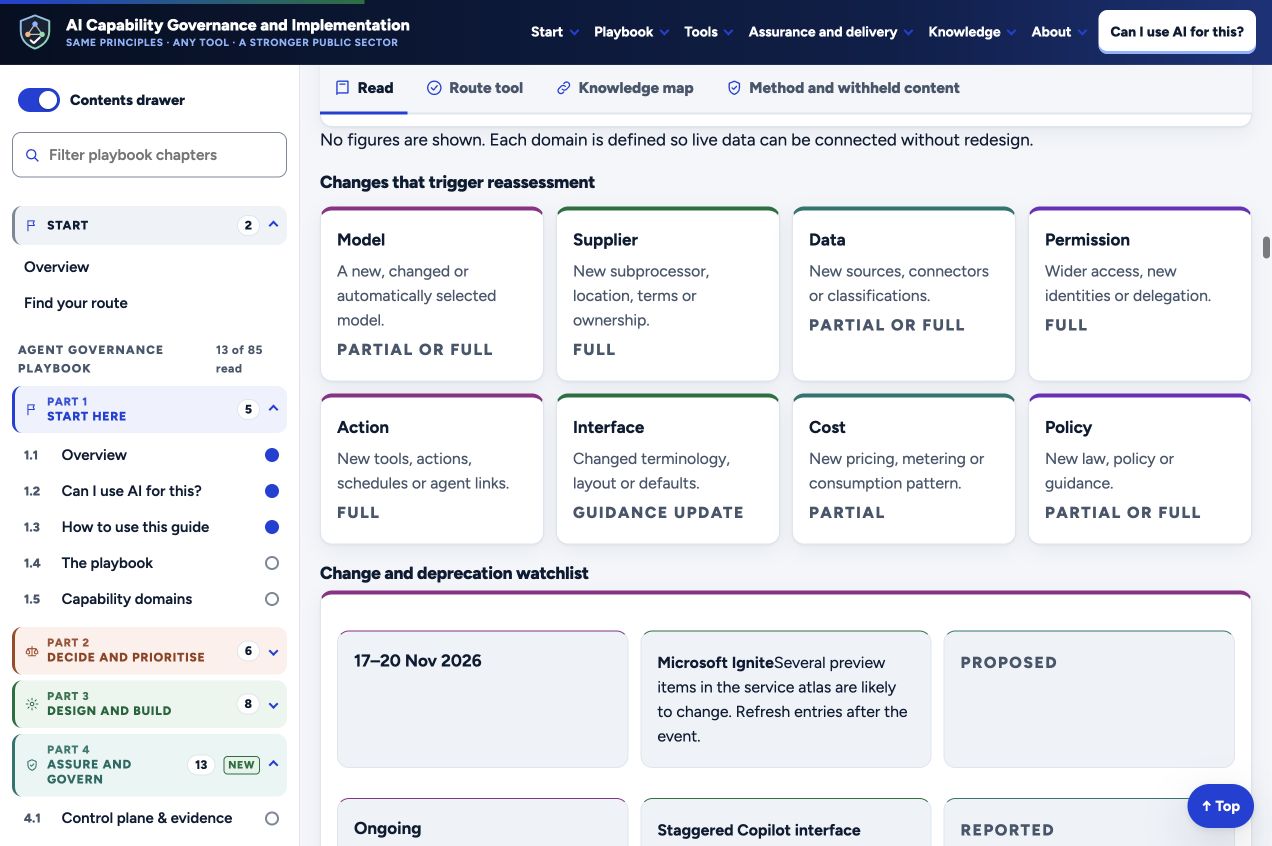 AI Capability Governance and Implementation
SAME PRINCIPLES · ANY TOOL · A STRONGER PUBLIC SECTOR
Start
Playbook
Tools
Assurance and delivery
Knowledge
About
Can I use AI for this?
Contents drawer
Filter playbook chapters
START
2
Overview
Find your route
AGENT GOVERNANCE
PLAYBOOK
13 of 85
read
PART 1
START HERE
5
1.1 Overview
1.2 Can I use AI for this?
1.3 How to use this guide
1.4 The playbook
1.5 Capability domains
PART 2
DECIDE AND PRIORITISE
6
PART 3
DESIGN AND BUILD
8
PART 4
ASSURE AND
GOVERN
13
NEW
4.1 Control plane & evidence
Read
Route tool
Knowledge map
Method and withheld content
No figures are shown. Each domain is defined so live data can be connected without redesign.
Changes that trigger reassessment
Model
A new, changed or
automatically selected
model.
PARTIAL OR FULL
Supplier
New subprocessor,
location, terms or
ownership.
FULL
Data
New sources, connectors
or classifications.
PARTIAL OR FULL
Permission
Wider access, new
identities or delegation.
FULL
Action
New tools, actions,
schedules or agent links.
FULL
Interface
Changed terminology,
layout or defaults.
GUIDANCE UPDATE
Cost
New pricing, metering or
consumption pattern.
PARTIAL
Policy
New law, policy or
guidance.
PARTIAL OR FULL
Change and deprecation watchlist
17–20 Nov 2026
Microsoft IgniteSeveral preview
items in the service atlas are likely
to change. Refresh entries after the
event.
PROPOSED
Ongoing
Staggered Copilot interface
REPORTED
↑ Top